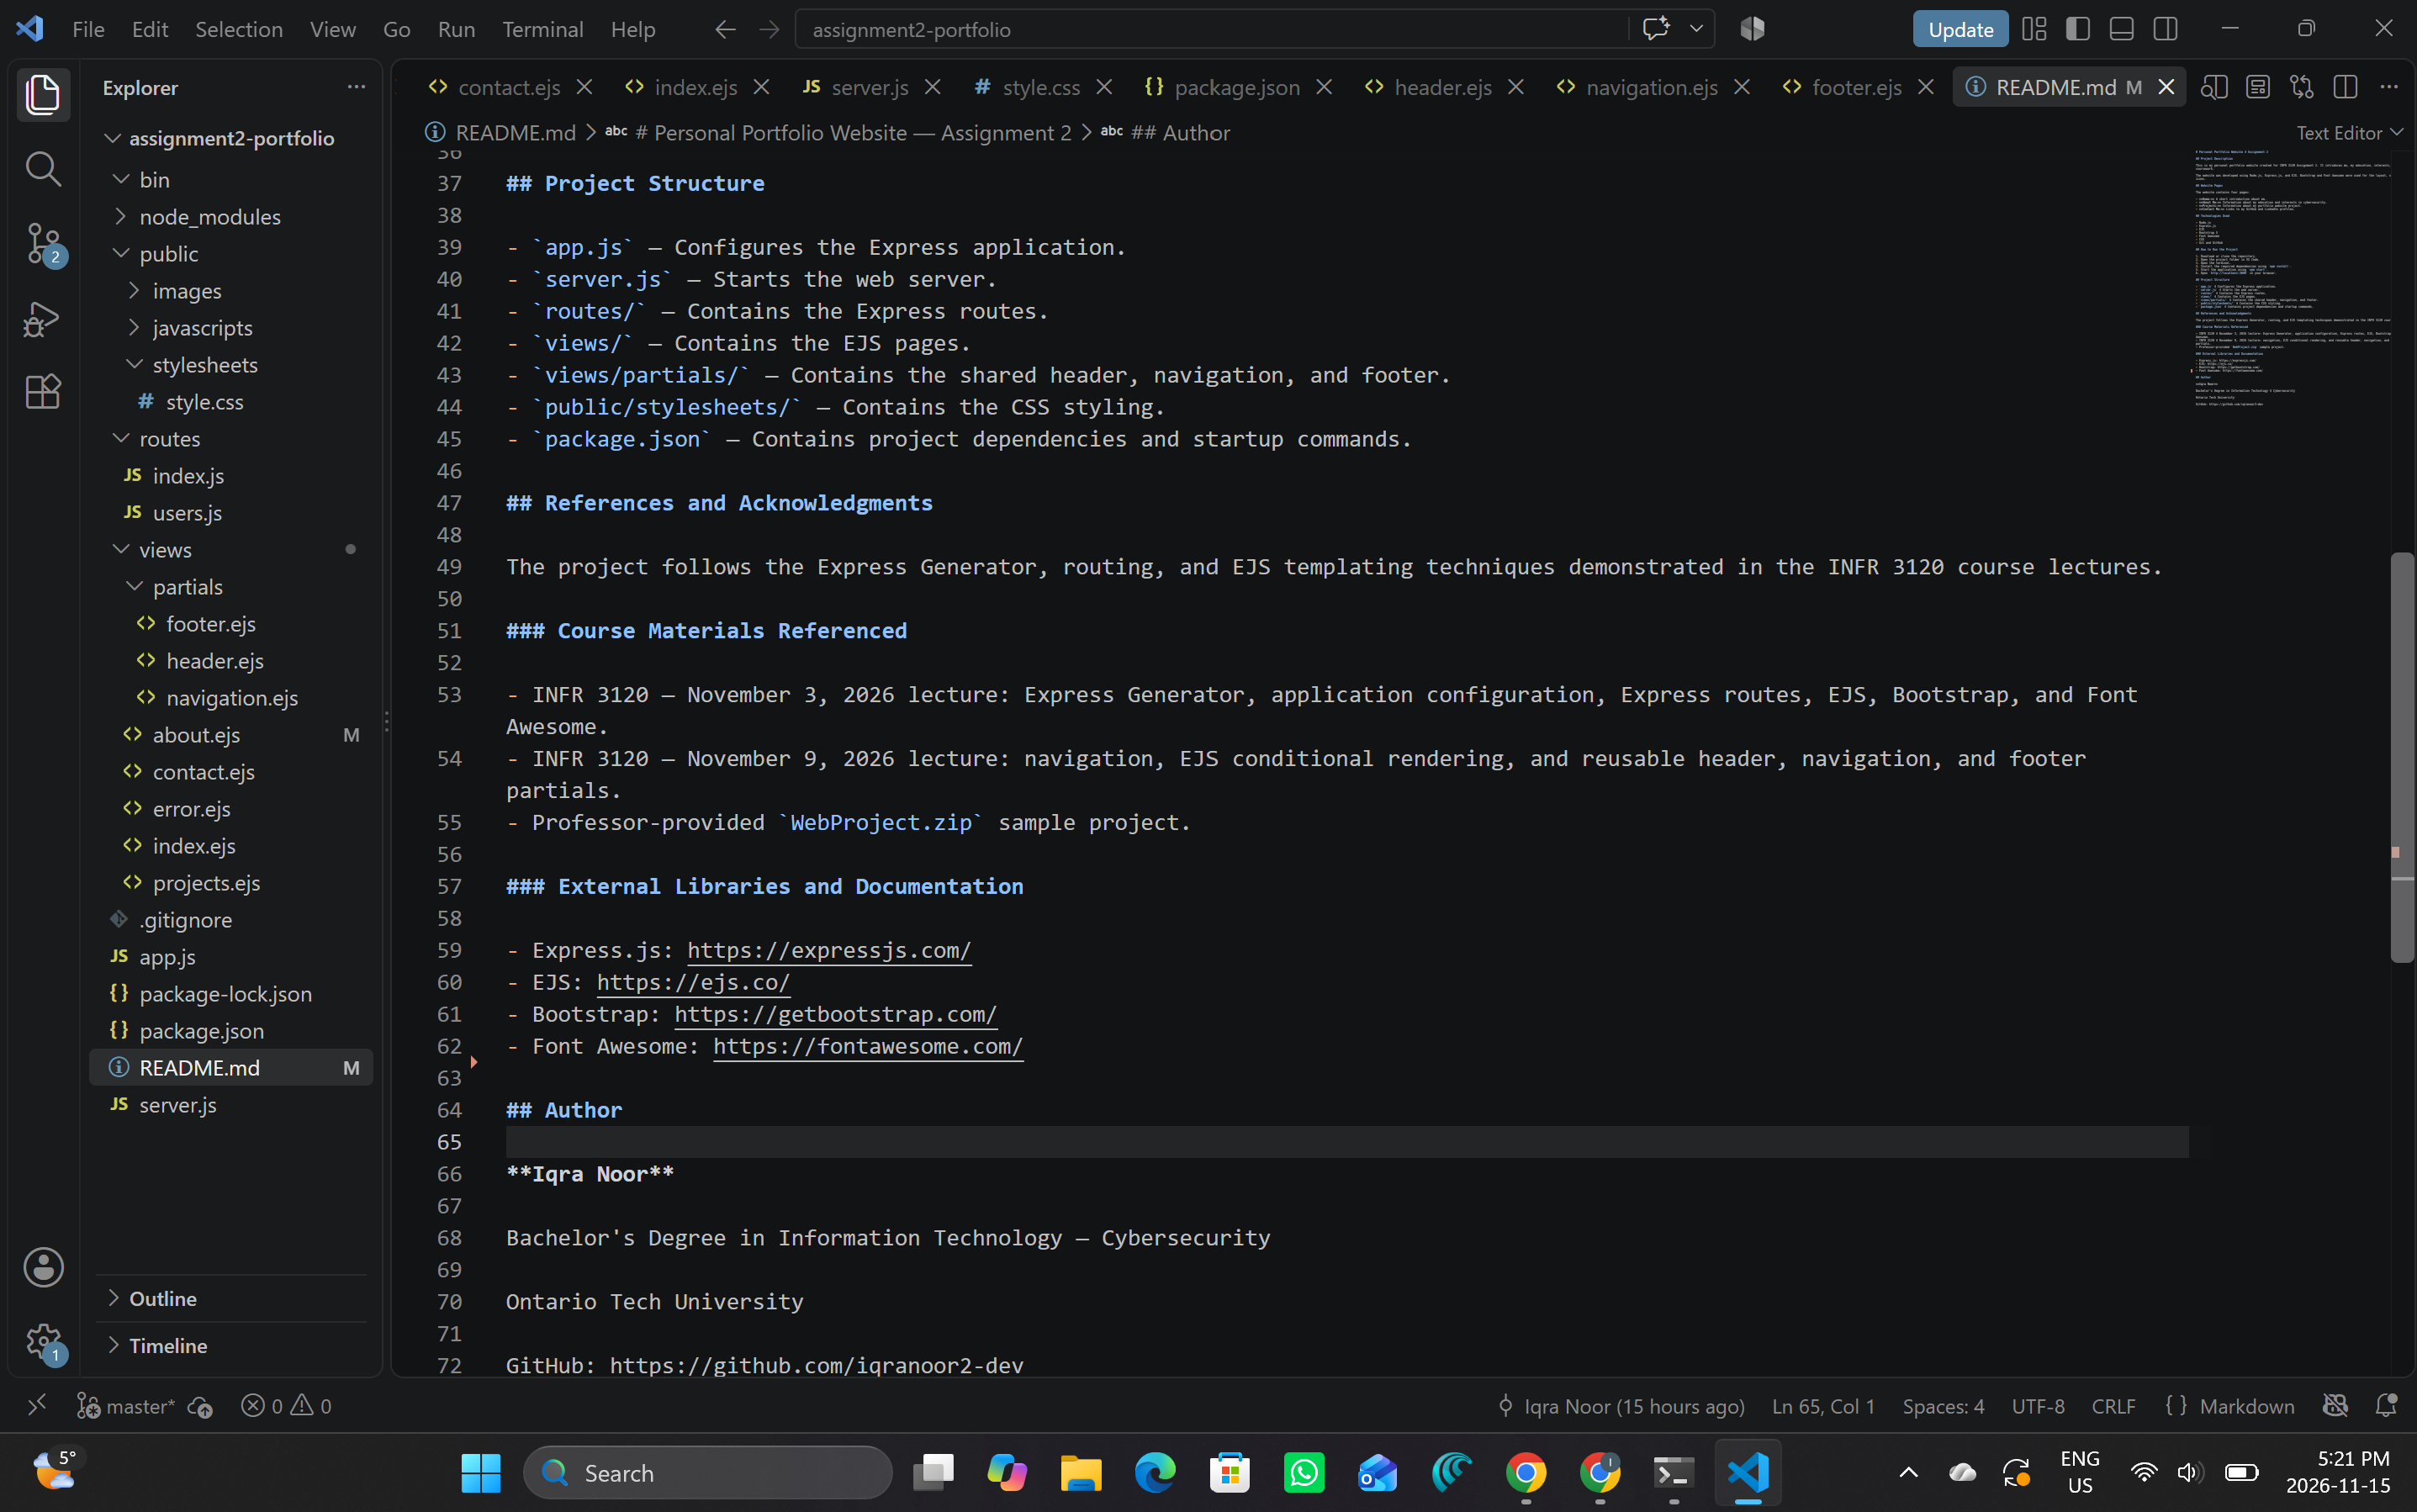 File Edit Selection View Go Run Terminal Help
assignment2-portfolio
Update
Explorer
assignment2-portfolio
bin
node_modules
public
images
javascripts
stylesheets
# style.css
routes
JS index.js
JS users.js
views
partials
<> footer.ejs
<> header.ejs
<> navigation.ejs
<> about.ejs M
<> contact.ejs
<> error.ejs
<> index.ejs
<> projects.ejs
.gitignore
JS app.js
{} package-lock.json
{} package.json
README.md M
JS server.js
Outline
Timeline
2
1
<> contact.ejs <> index.ejs JS server.js # style.css {} package.json <> header.ejs <> navigation.ejs <> footer.ejs README.md M
README.md > abc # Personal Portfolio Website — Assignment 2 > abc ## Author
Text Editor
36
37 ## Project Structure
38
39 - `app.js` — Configures the Express application.
40 - `server.js` — Starts the web server.
41 - `routes/` — Contains the Express routes.
42 - `views/` — Contains the EJS pages.
43 - `views/partials/` — Contains the shared header, navigation, and footer.
44 - `public/stylesheets/` — Contains the CSS styling.
45 - `package.json` — Contains project dependencies and startup commands.
46
47 ## References and Acknowledgments
48
49 The project follows the Express Generator, routing, and EJS templating techniques demonstrated in the INFR 3120 course lectures.
50
51 ### Course Materials Referenced
52
53 - INFR 3120 — November 3, 2026 lecture: Express Generator, application configuration, Express routes, EJS, Bootstrap, and Font
Awesome.
54 - INFR 3120 — November 9, 2026 lecture: navigation, EJS conditional rendering, and reusable header, navigation, and footer
partials.
55 - Professor-provided `WebProject.zip` sample project.
56
57 ### External Libraries and Documentation
58
59 - Express.js: https://expressjs.com/
60 - EJS: https://ejs.co/
61 - Bootstrap: https://getbootstrap.com/
62 - Font Awesome: https://fontawesome.com/
63
64 ## Author
65
66 **Iqra Noor**
67
68 Bachelor's Degree in Information Technology — Cybersecurity
69
70 Ontario Tech University
71
72 GitHub: https://github.com/iqranoor2-dev
master* 0 0
Iqra Noor (15 hours ago) Ln 65, Col 1 Spaces: 4 UTF-8 CRLF {} Markdown
5°
Search
ENG
US
5:21 PM
2026-11-15